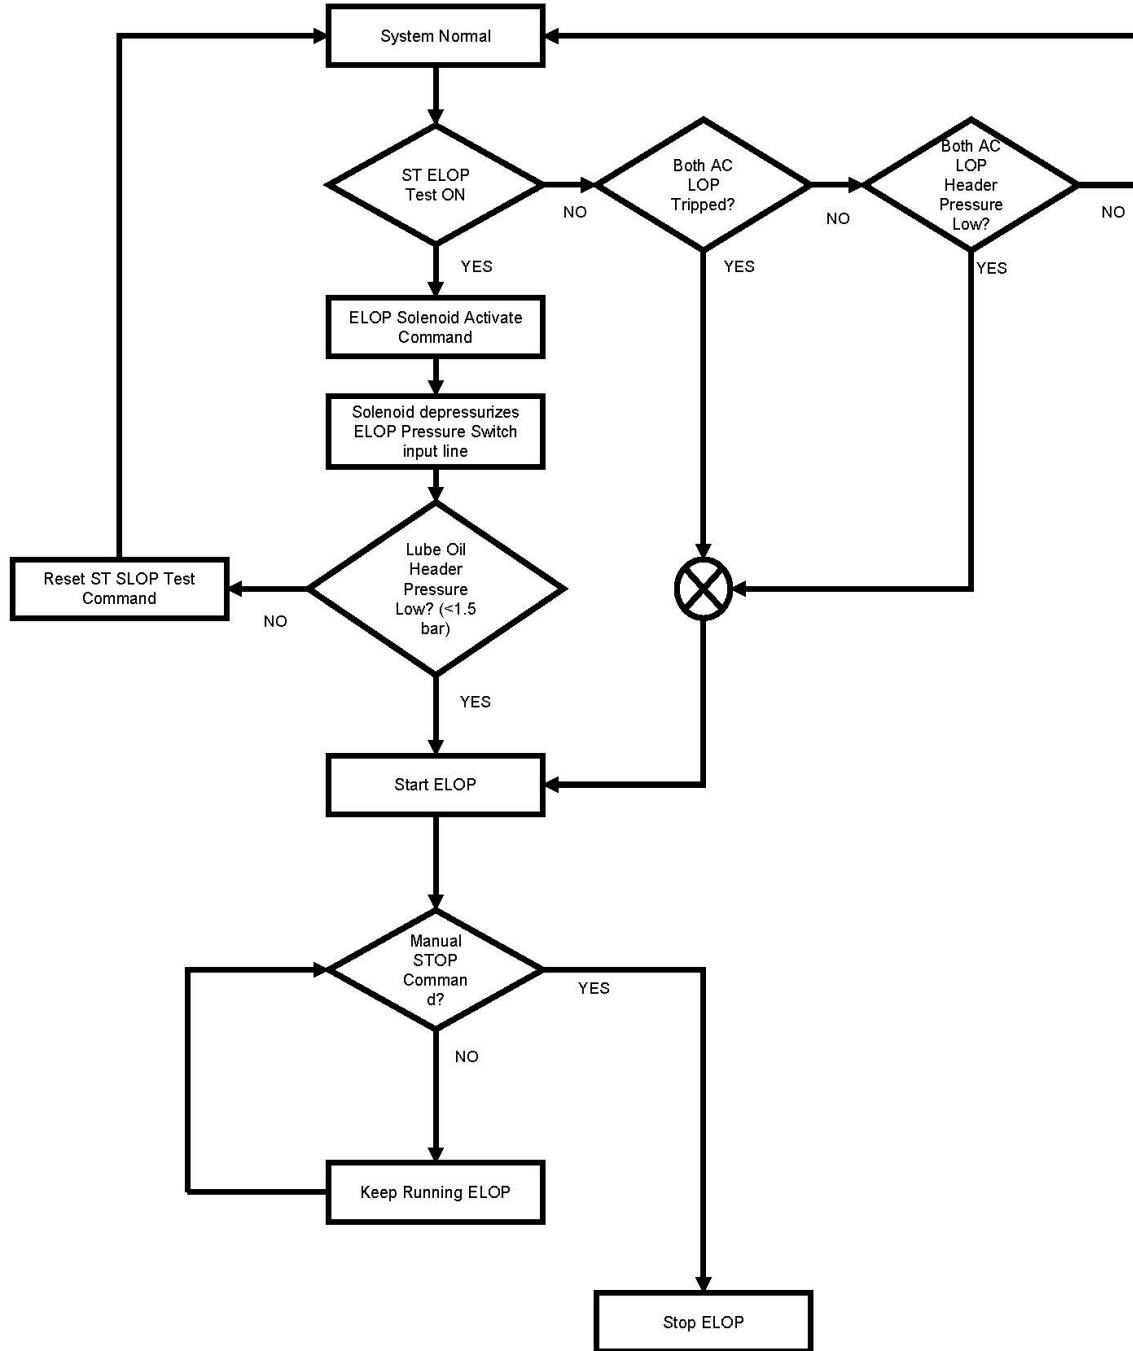 System Normal
ST ELOP
Test ON
NO
Both AC
LOP
Tripped?
NO
Both AC
LOP
Header
Pressure
Low?
NO
YES
YES
YES
ELOP Solenoid Activate
Command
Solenoid depressurizes
ELOP Pressure Switch
input line
Lube Oil
Header
Pressure
Low? (<1.5
bar)
NO
Reset ST SLOP Test
Command
YES
Start ELOP
Manual
STOP
Comman
d?
YES
NO
Keep Running ELOP
Stop ELOP